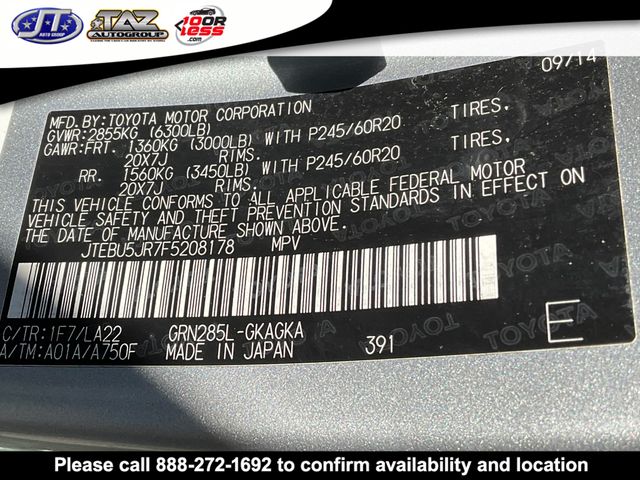 JT
AUTO GROUP
TAZ
AUTOGROUP
10K OR
LESS.com
09/14
MFD.BY:TOYOTA MOTOR CORPORATION
GVWR:2855KG (6300LB)
GAWR:FRT. 1360KG (3000LB) WITH P245/60R20 TIRES,
20X7J RIMS.
RR. 1560KG (3450LB) WITH P245/60R20 TIRES,
20X7J RIMS.
THIS VEHICLE CONFORMS TO ALL APPLICABLE FEDERAL MOTOR
VEHICLE SAFETY AND THEFT PREVENTION STANDARDS IN EFFECT ON
THE DATE OF MANUFACTURE SHOWN ABOVE.
JTEBU5JR7F5208178 MPV
C/TR:1F7/LA22 GRN285L-GKAGKA
A/TM:A01A/A750F MADE IN JAPAN 391 E
Please call 888-272-1692 to confirm availability and location